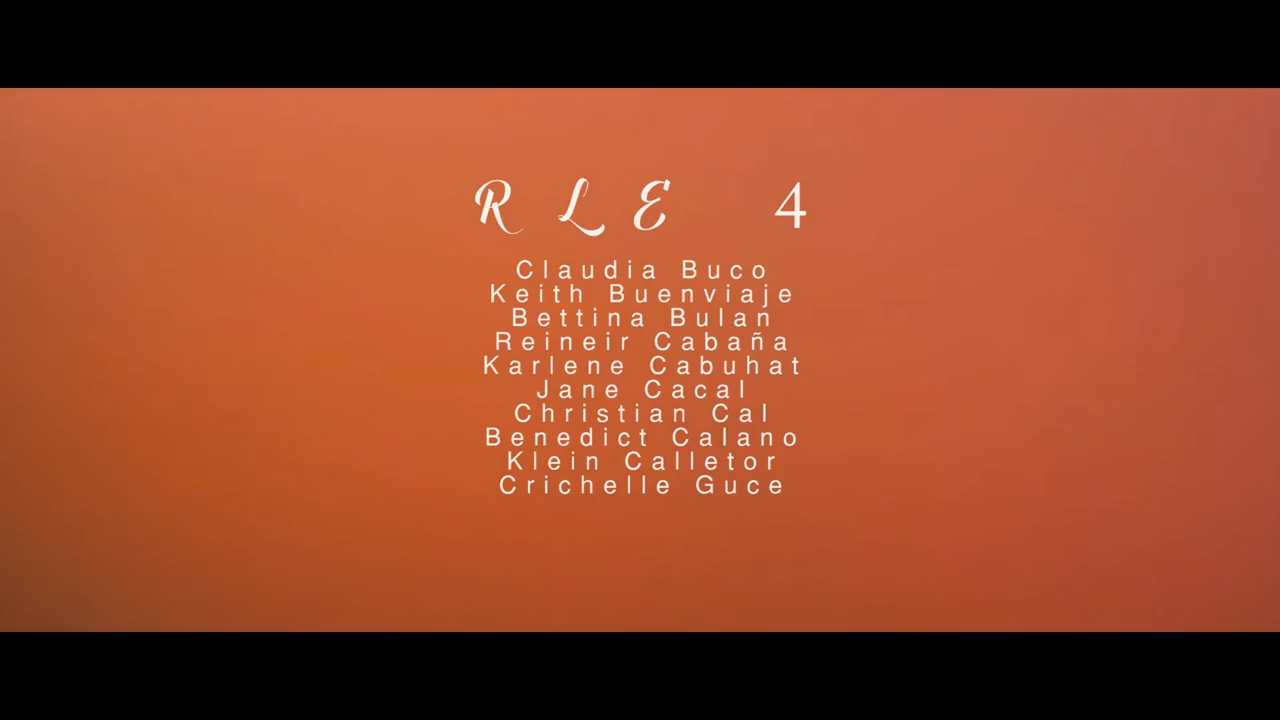 RLE 4
Claudia Buco
Keith Buenviaje
Bettina Bulan
Reineir Cabaña
Karlene Cabuhat
Jane Cacal
Christian Cal
Benedict Calano
Klein Calletor
Crichelle Guce